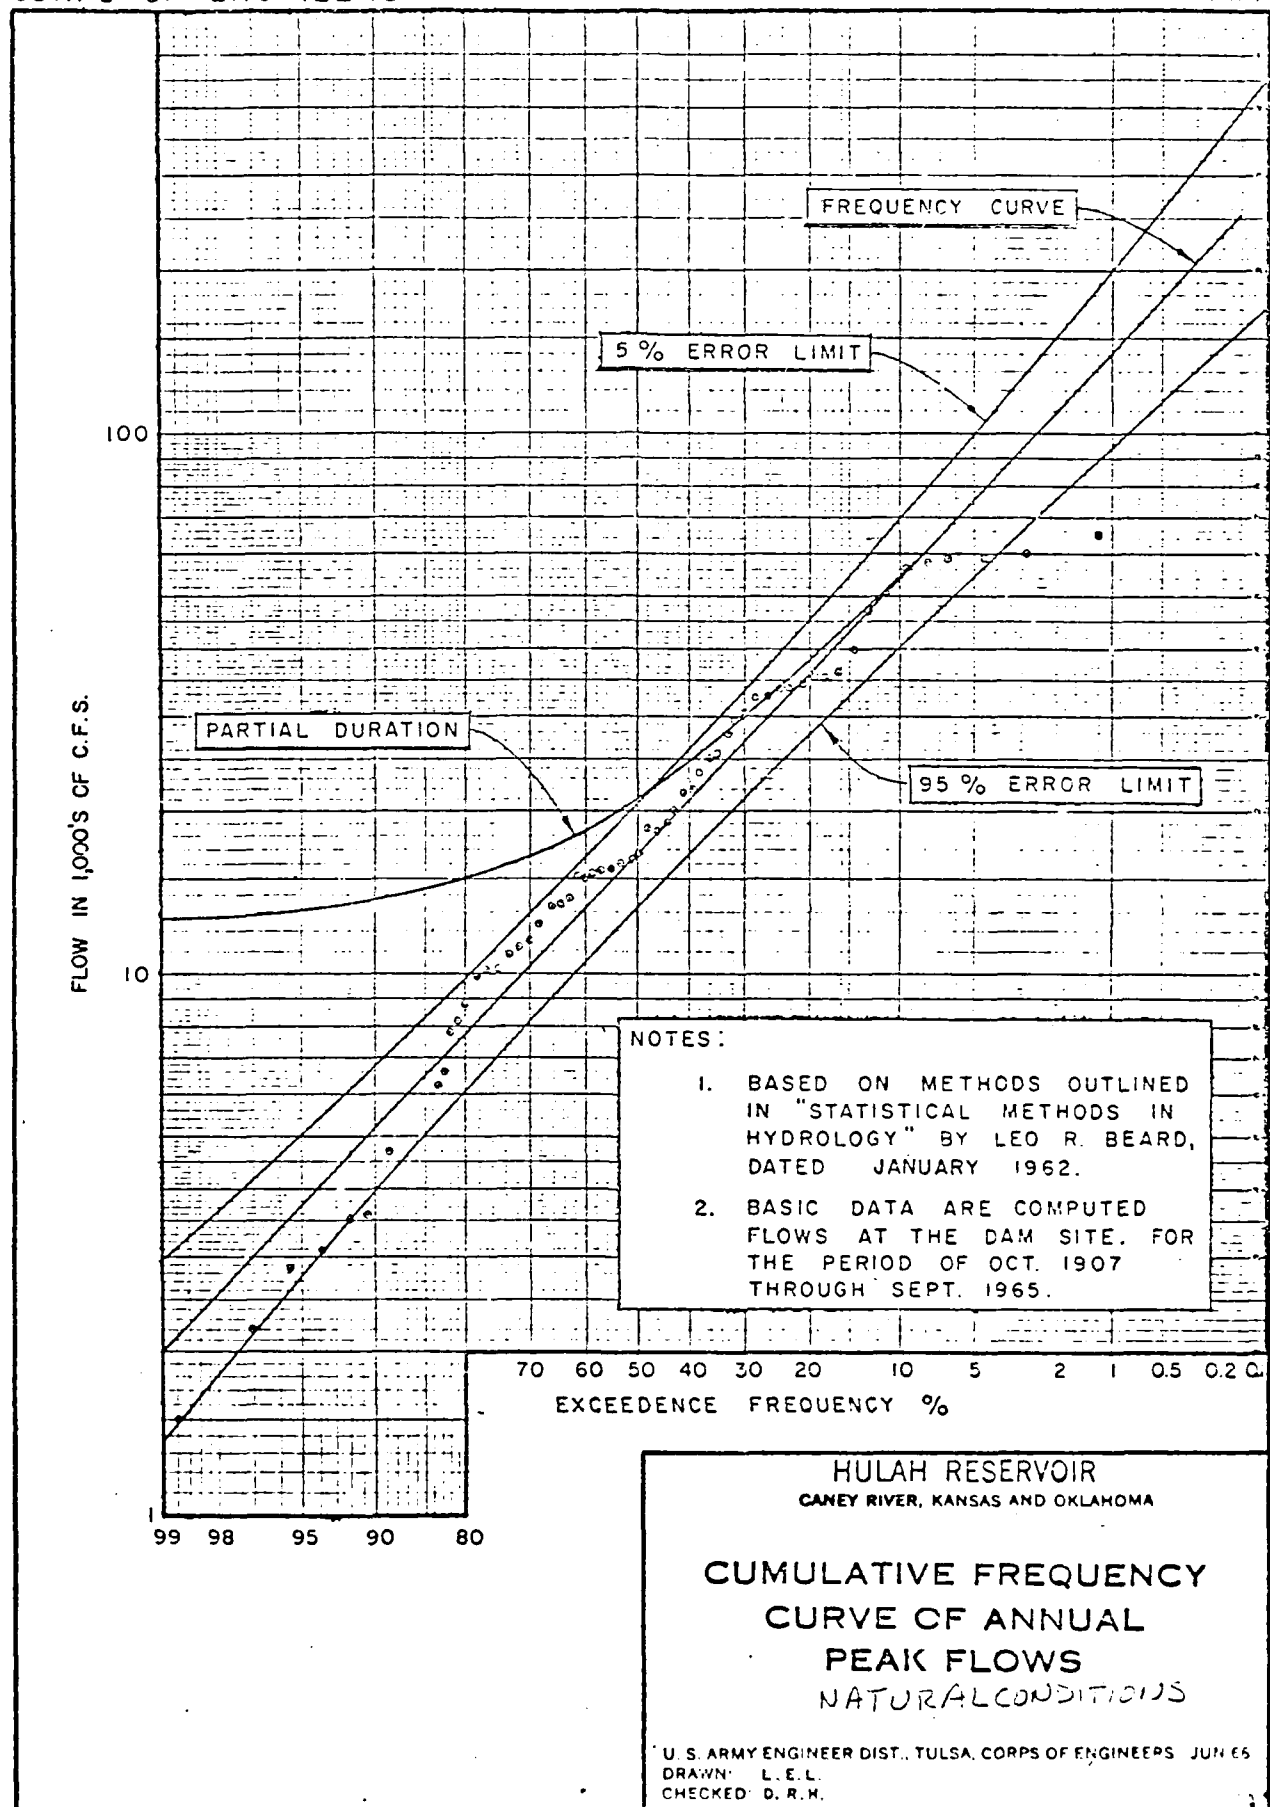 FREQUENCY CURVE
5% ERROR LIMIT
100
PARTIAL DURATION
95% ERROR LIMIT
FLOW IN 1,000'S OF C.F.S.
10
NOTES:
1. BASED ON METHODS OUTLINED
IN "STATISTICAL METHODS IN
HYDROLOGY" BY LEO R. BEARD,
DATED JANUARY 1962.
2. BASIC DATA ARE COMPUTED
FLOWS AT THE DAM SITE. FOR
THE PERIOD OF OCT. 1907
THROUGH SEPT. 1965.
70 60 50 40 30 20 10 5 2 1 0.5 0.2
EXCEEDENCE FREQUENCY %
1
99 98 95 90 80
HULAH RESERVOIR
CANEY RIVER, KANSAS AND OKLAHOMA
CUMULATIVE FREQUENCY
CURVE OF ANNUAL
PEAK FLOWS
NATURAL CONDITIONS
U. S. ARMY ENGINEER DIST., TULSA, CORPS OF ENGINEERS JUN 66
DRAWN: L. E. L.
CHECKED: D. R. H.